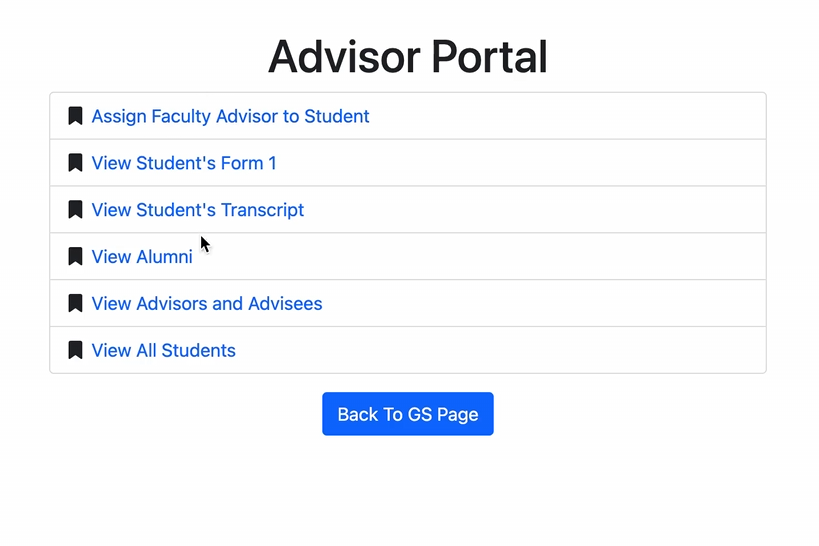 Advisor Portal
Assign Faculty Advisor to Student
View Student's Form 1
View Student's Transcript
View Alumni
View Advisors and Advisees
View All Students
Back To GS Page